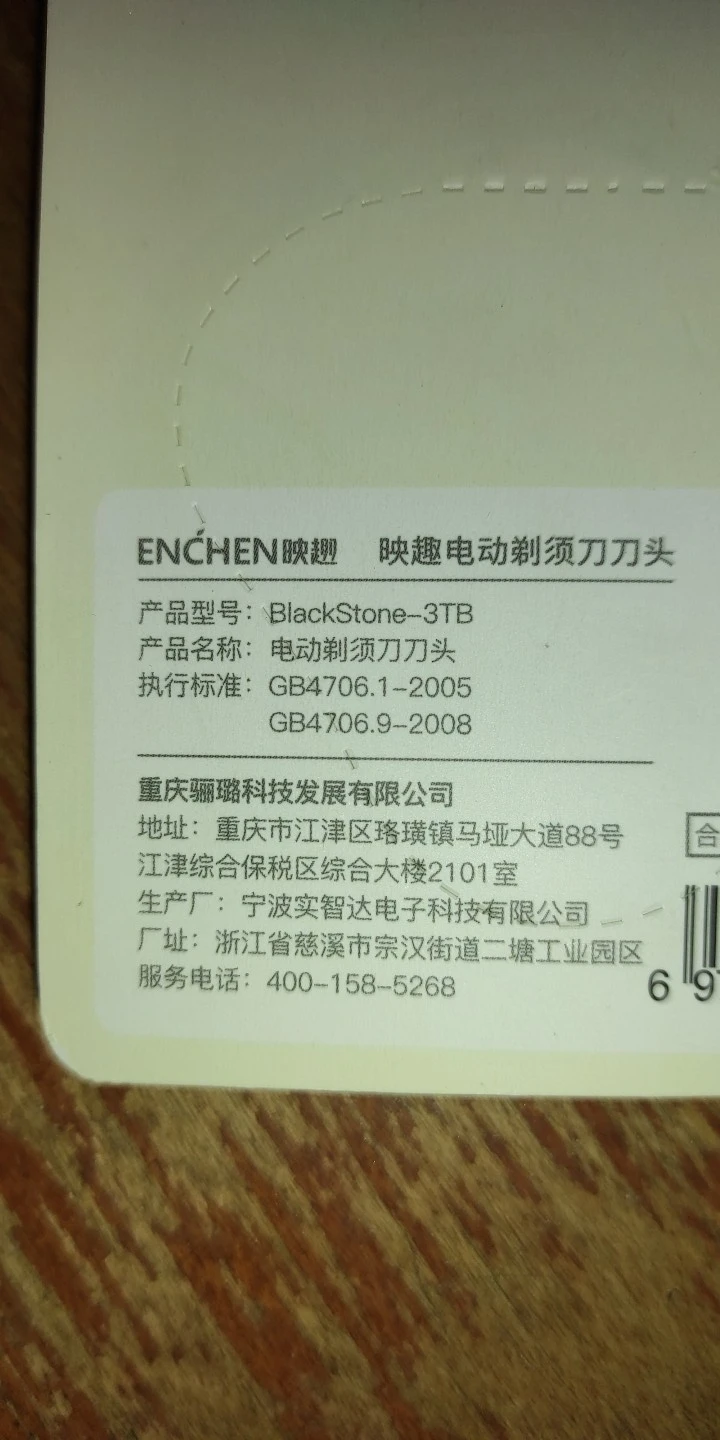 ENCHEN映趣 映趣电动剃须刀刀头
产品型号：BlackStone-3TB
产品名称：电动剃须刀刀头
执行标准：GB4706.1-2005
GB4706.9-2008
重庆骊璐科技发展有限公司
地址：重庆市江津区珞璜镇马垭大道88号
江津综合保税区综合大楼2101室
合
生产厂：宁波实智达电子科技有限公司
厂址：浙江省慈溪市宗汉街道二塘工业园区
服务电话：400-158-5268
6 9